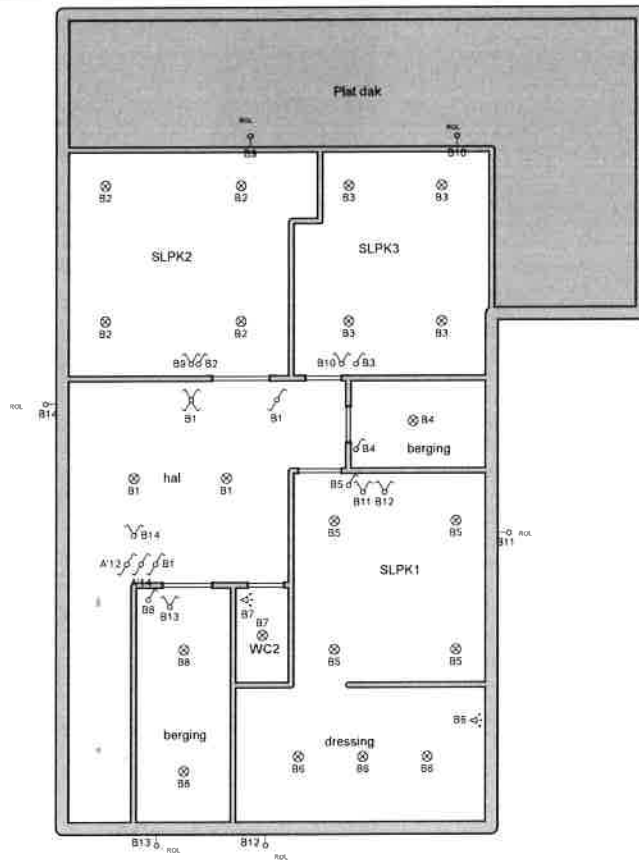 Plat dak
ROL ROL
B9 B10
B2 B2 B3 B3
SLPK2 SLPK3
B2 B2 B3 B3
B9 B2 B10 B3
ROL B14 B1 B1 B4
berging
B4
hal
B1 B1 B5
B11 B12
B5 B5
B14
B11 ROL
A'12 B1
SLPK1
A'14
B8 B13 B7
B7
WC2
B8 B5 B5
B6
berging dressing
B6 B6 B6
B13 ROL B12
ROL